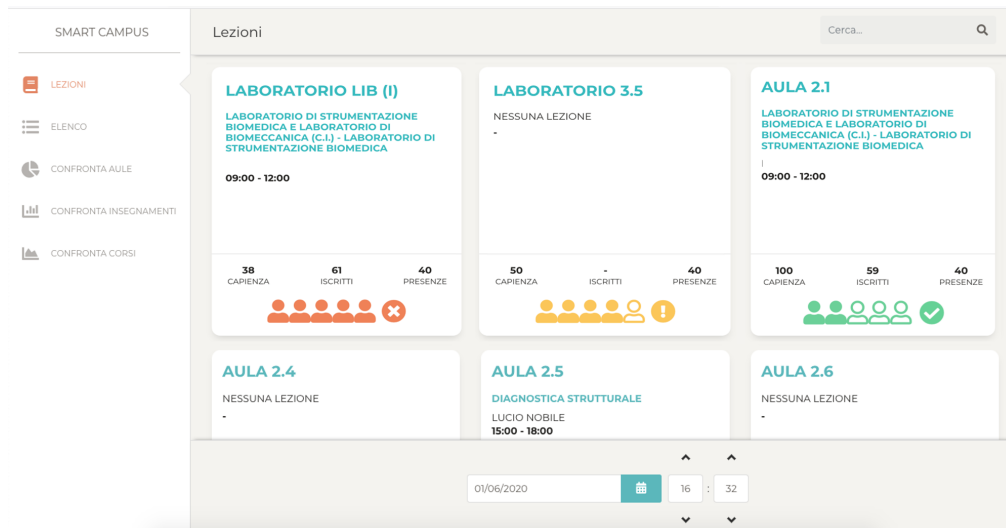 SMART CAMPUS
LEZIONI
ELENCO
CONFRONTA AULE
CONFRONTA INSEGNAMENTI
CONFRONTA CORSI
Lezioni
Cerca...
LABORATORIO LIB (I)
LABORATORIO DI STRUMENTAZIONE
BIOMEDICA E LABORATORIO DI
BIOMECCANICA (C.I.) - LABORATORIO DI
STRUMENTAZIONE BIOMEDICA
09:00 - 12:00
38 61 40
CAPIENZA ISCRITTI PRESENZE
LABORATORIO 3.5
NESSUNA LEZIONE
-
50 - 40
CAPIENZA ISCRITTI PRESENZE
AULA 2.1
LABORATORIO DI STRUMENTAZIONE
BIOMEDICA E LABORATORIO DI
BIOMECCANICA (C.I.) - LABORATORIO DI
STRUMENTAZIONE BIOMEDICA
I
09:00 - 12:00
100 59 40
CAPIENZA ISCRITTI PRESENZE
AULA 2.4
NESSUNA LEZIONE
-
AULA 2.5
DIAGNOSTICA STRUTTURALE
LUCIO NOBILE
15:00 - 18:00
AULA 2.6
NESSUNA LEZIONE
-
01/06/2020 16 : 32